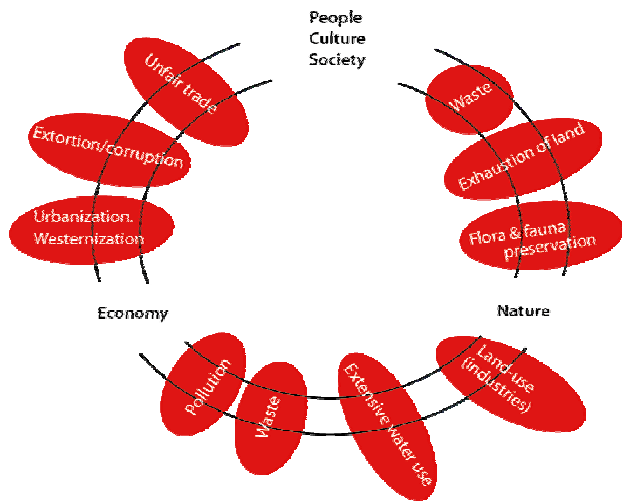 People
Culture
Society
Unfair trade
Extortion/corruption
Urbanization.
Westernization
Waste
Exhaustion of land
Flora & fauna
preservation
Economy
Nature
Pollution
Waste
Extensive water use
Land-use
(industries)